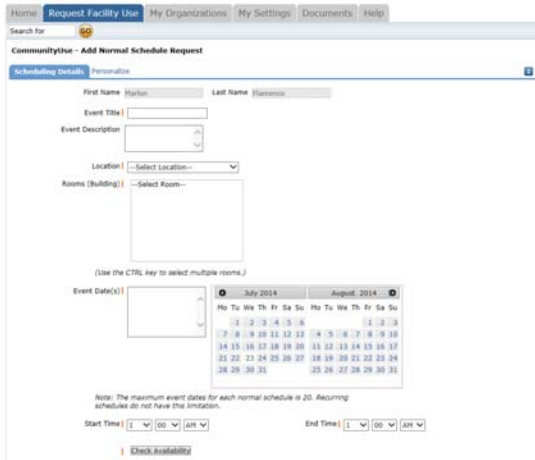 Home Request Facility Use My Organizations My Settings Documents Help
Search for GO
CommunityUse - Add Normal Schedule Request
Scheduling Details Personalize
First Name Marlon Last Name Flamenco
Event Title
Event Description
Location --Select Location--
Rooms (Building) --Select Room--
(Use the CTRL key to select multiple rooms.)
Event Date(s) July 2014 August 2014
Mo Tu We Th Fr Sa Su Mo Tu We Th Fr Sa Su
1 2 3 4 5 6 1 2 3
7 8 9 10 11 12 13 4 5 6 7 8 9 10
14 15 16 17 18 19 20 11 12 13 14 15 16 17
21 22 23 24 25 26 27 18 19 20 21 22 23 24
28 29 30 31 25 26 27 28 29 30 31
Note: The maximum event dates for each normal schedule is 20. Recurring
schedules do not have this limitation.
Start Time 1 00 AM End Time 1 00 AM
Check Availability